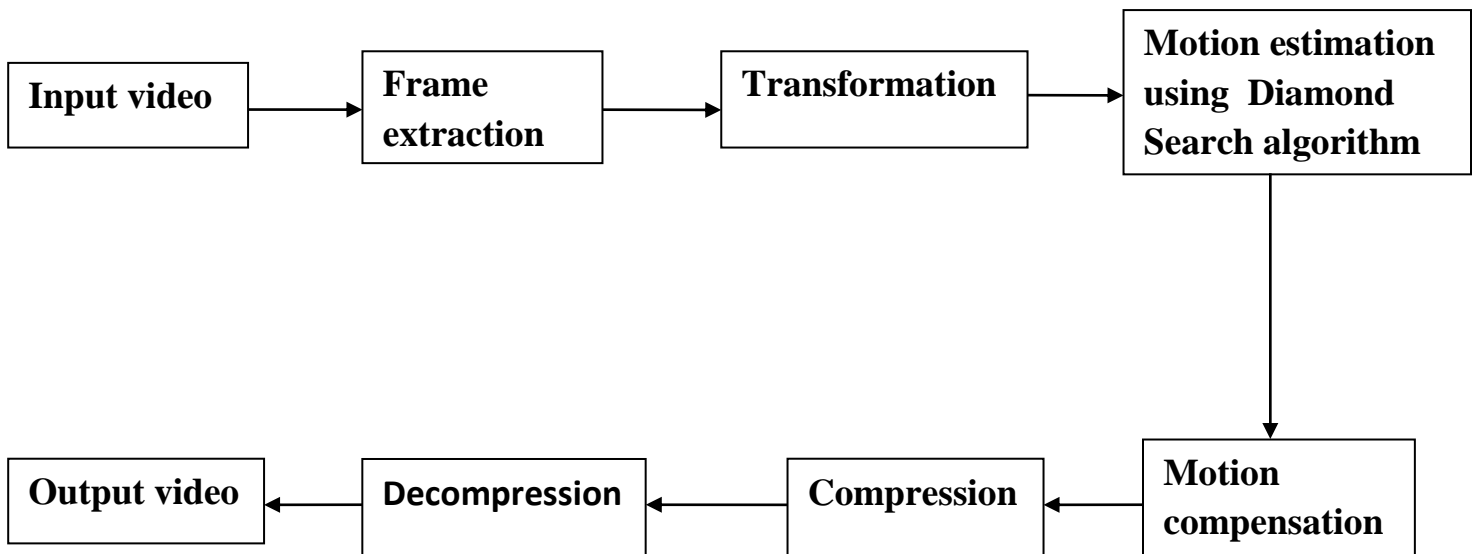 Input video
Frame
extraction
Transformation
Motion estimation
using Diamond
Search algorithm
Motion
compensation
Compression
Decompression
Output video